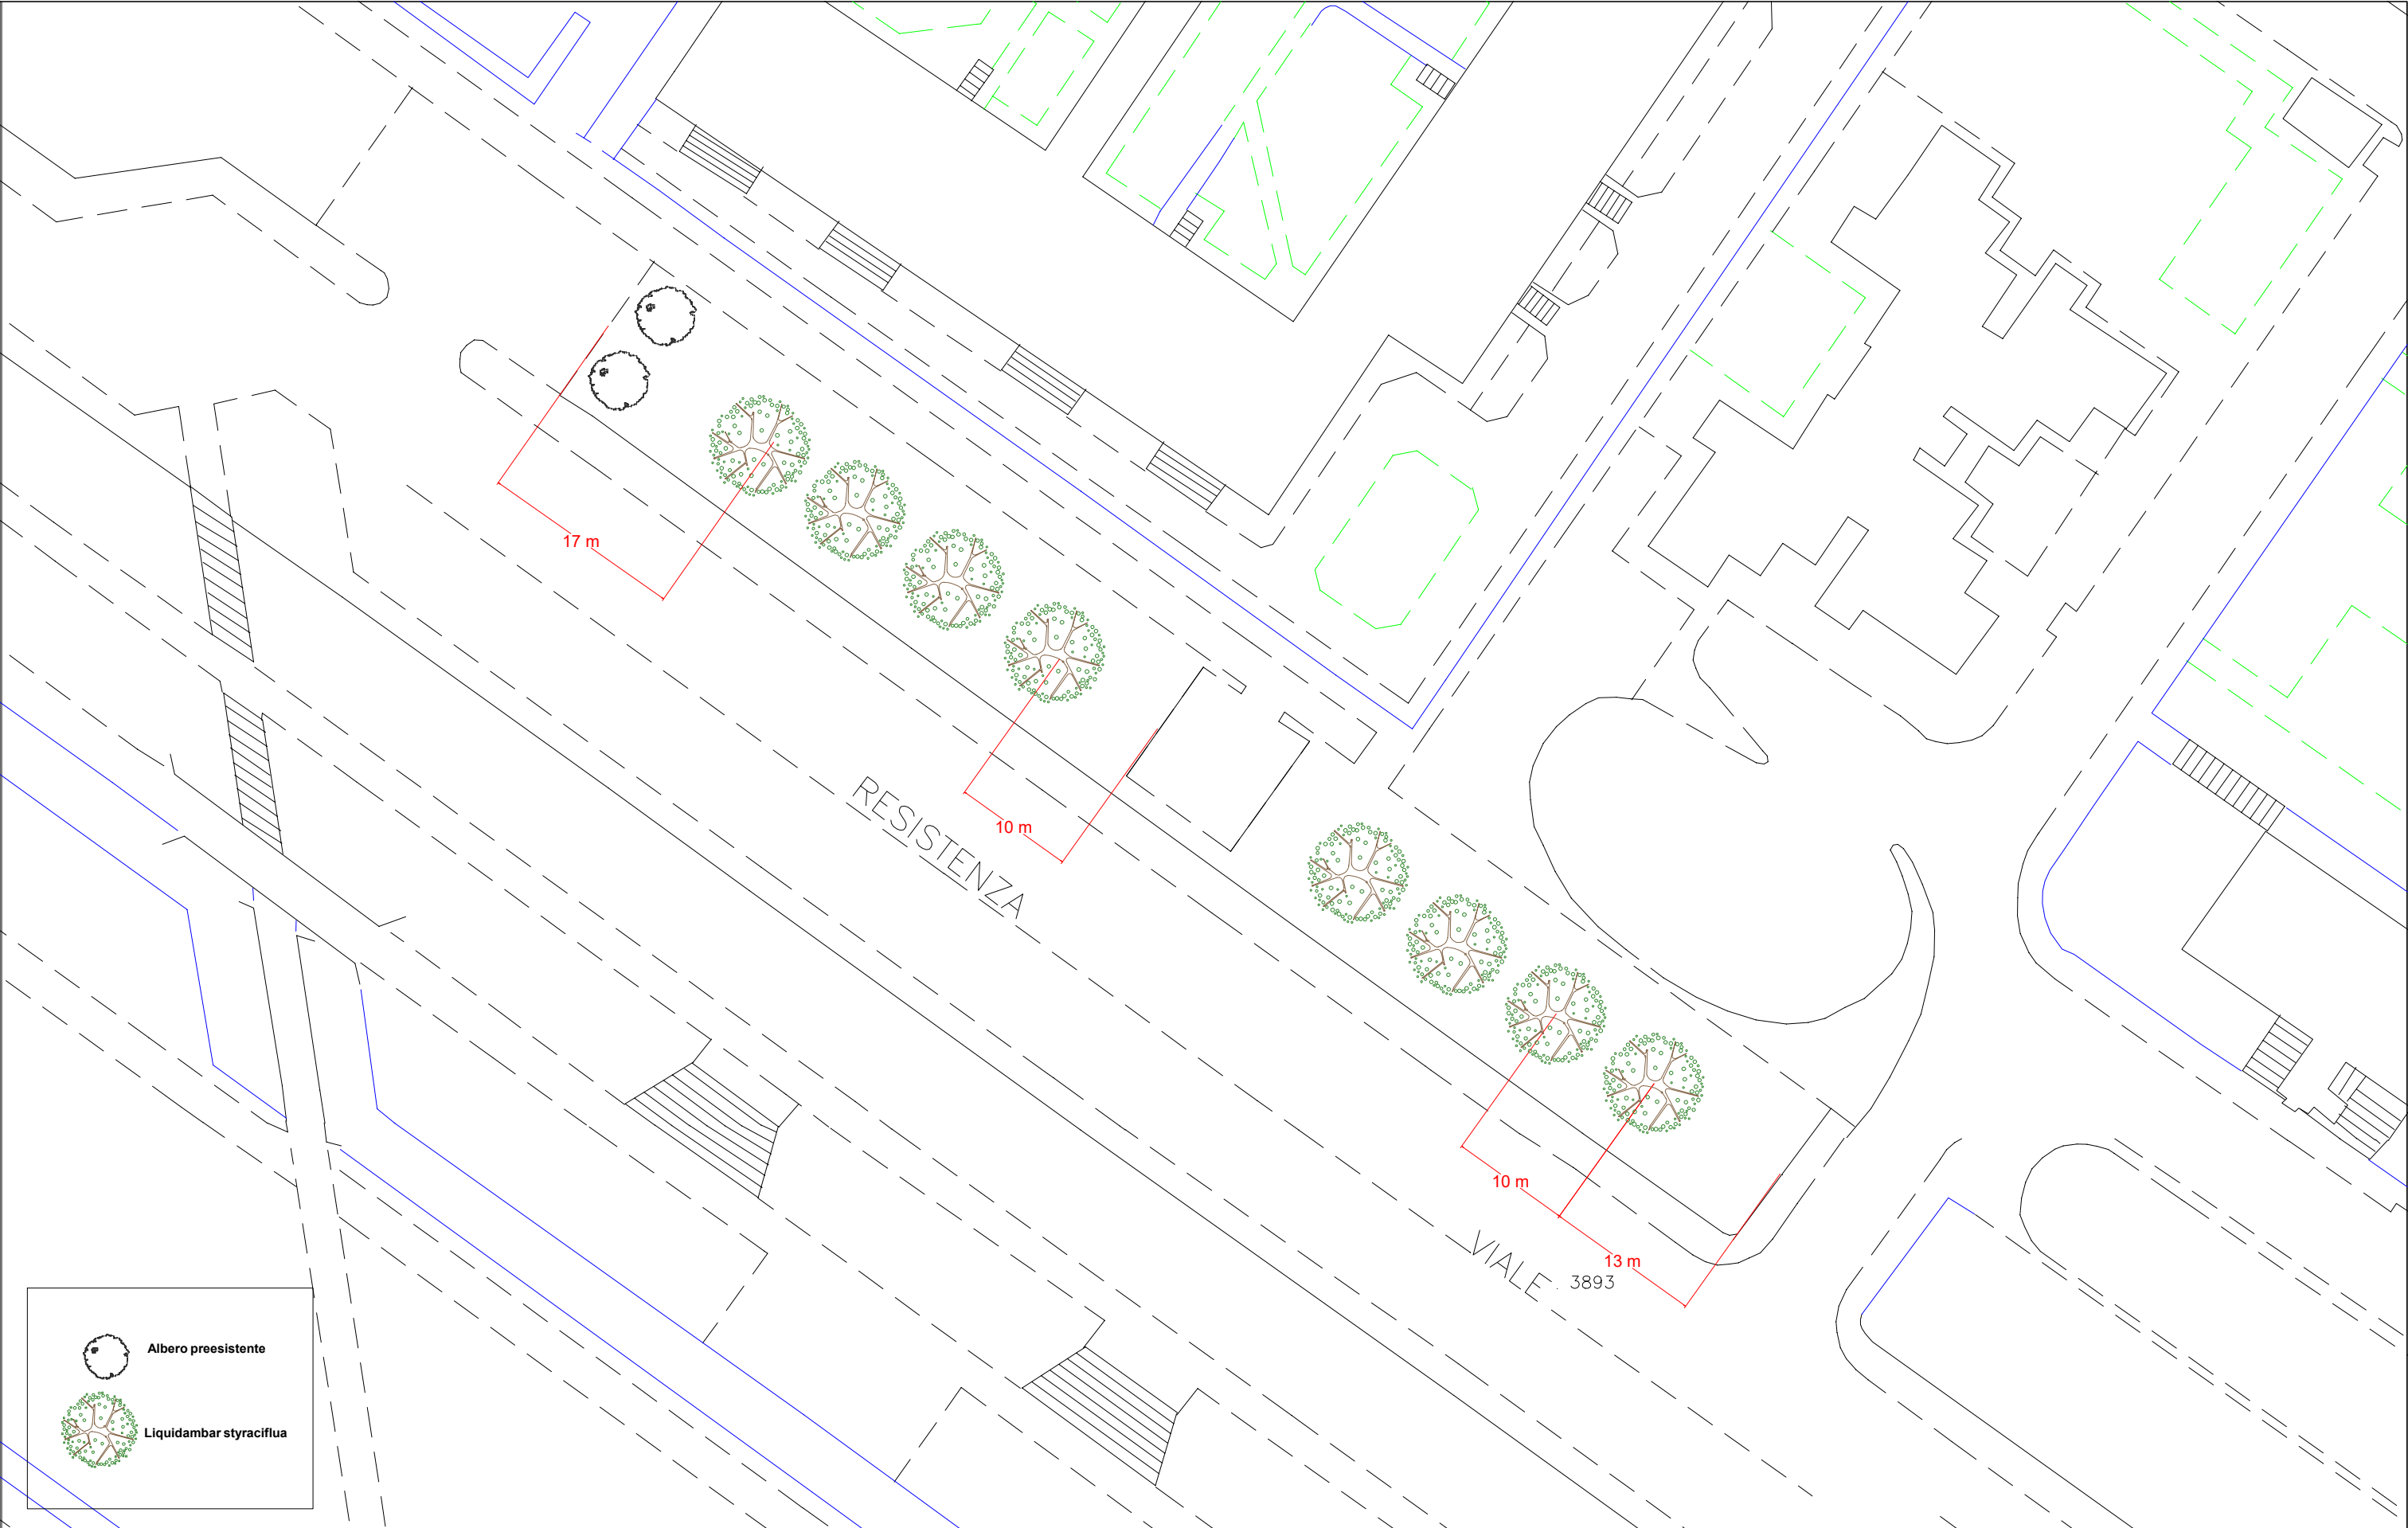 17 m
RESISTENZA
10 m
10 m
VIALE
13 m
3893
Albero preesistente
Liquidambar styraciflua